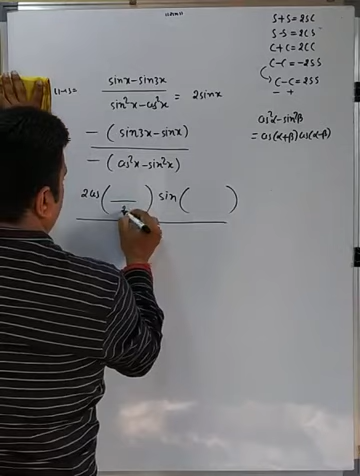 S+S=2SC
S-S=2CS
C+C=2CC
C-C=-2SS
C-C=2SS
- +
LHS= sinx-sin3x / sin²x-cos²x = 2sinx
cos²α-sin²β
=cos(α+β)cos(α-β)
-(sin3x-sinx)
-(cos²x-sin²x)
2cos( ) sin( )